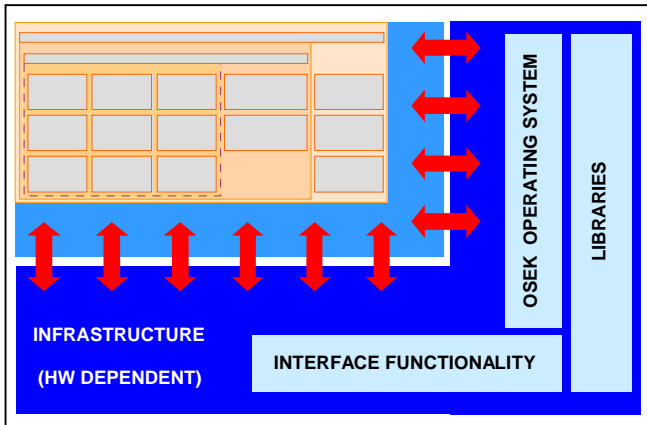 OSEK OPERATING SYSTEM
LIBRARIES
INFRASTRUCTURE
(HW DEPENDENT)
INTERFACE FUNCTIONALITY